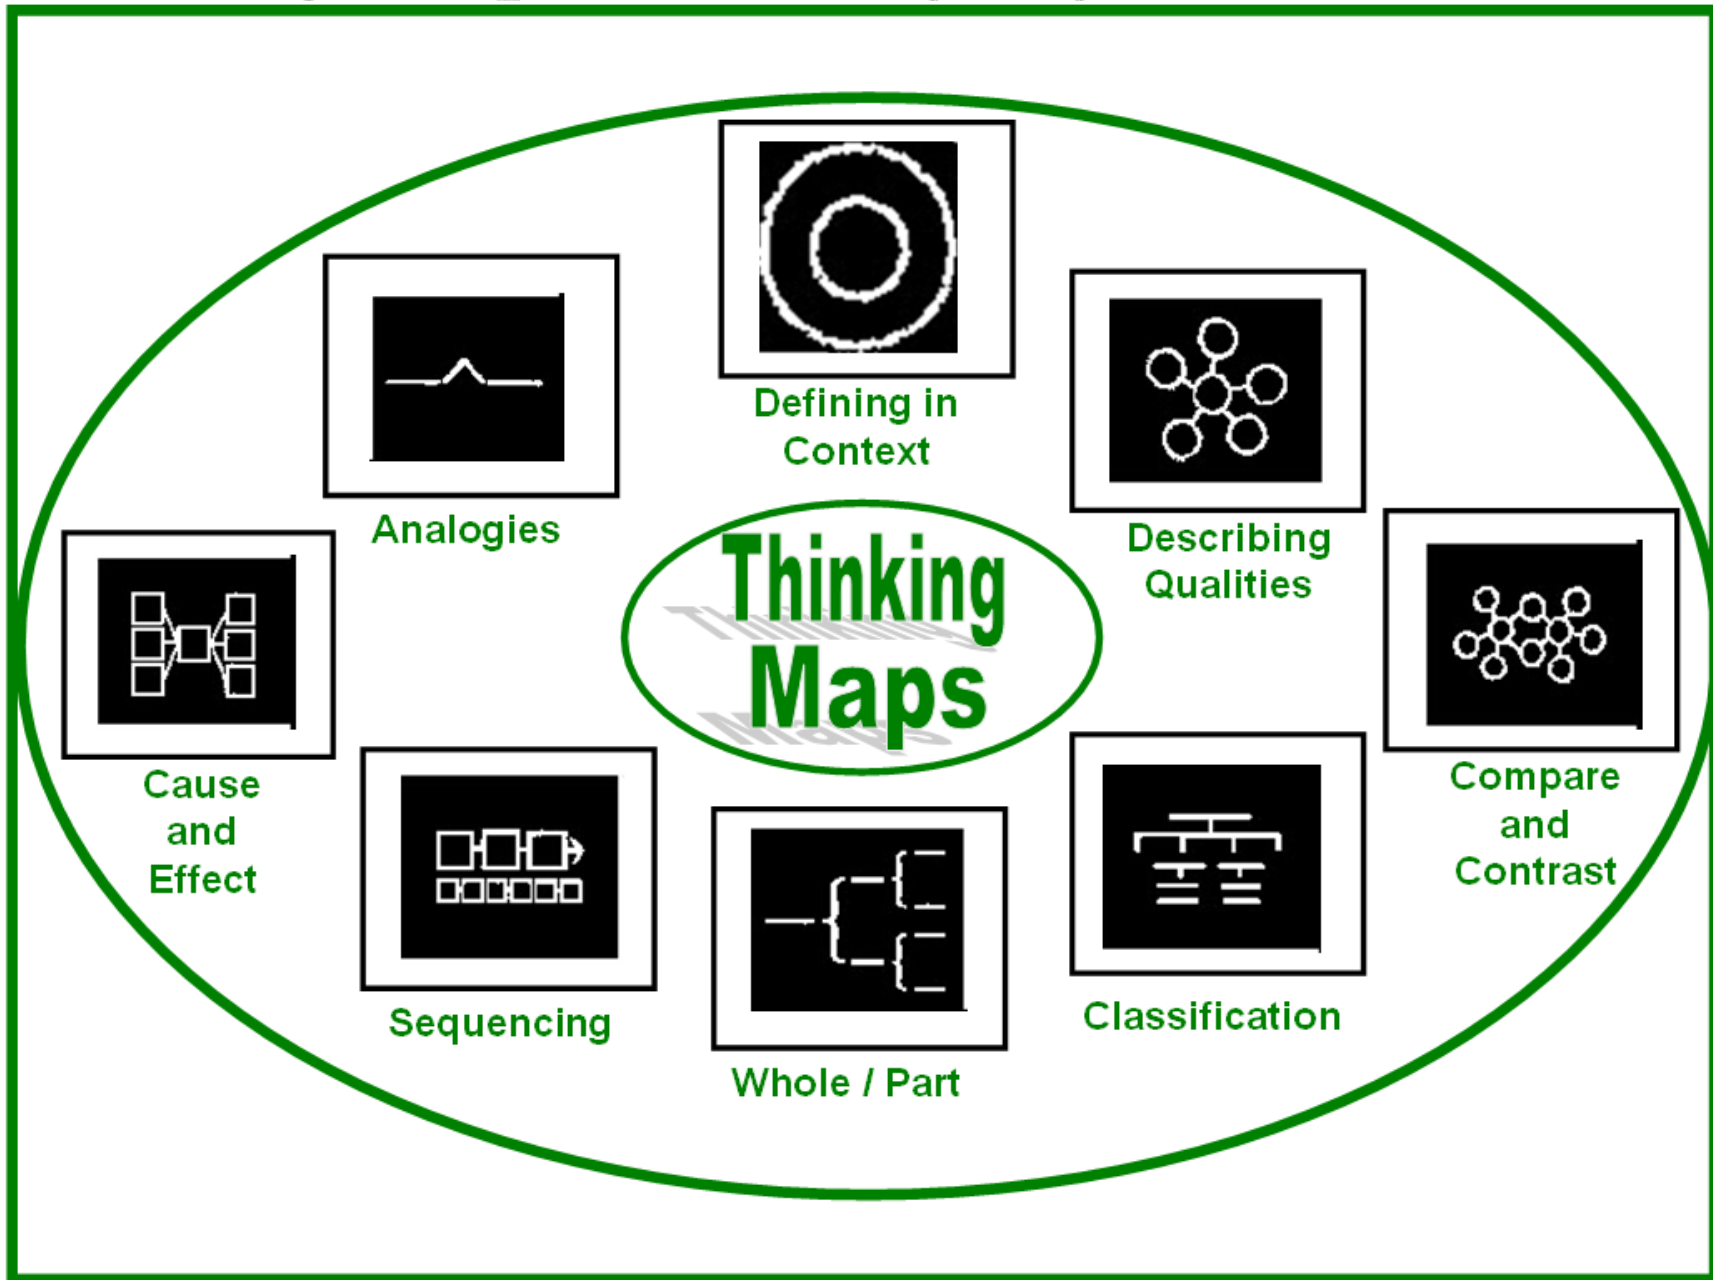 Defining in
Context
Analogies
Describing
Qualities
Thinking
Maps
Cause
and
Effect
Compare
and
Contrast
Sequencing
Classification
Whole / Part